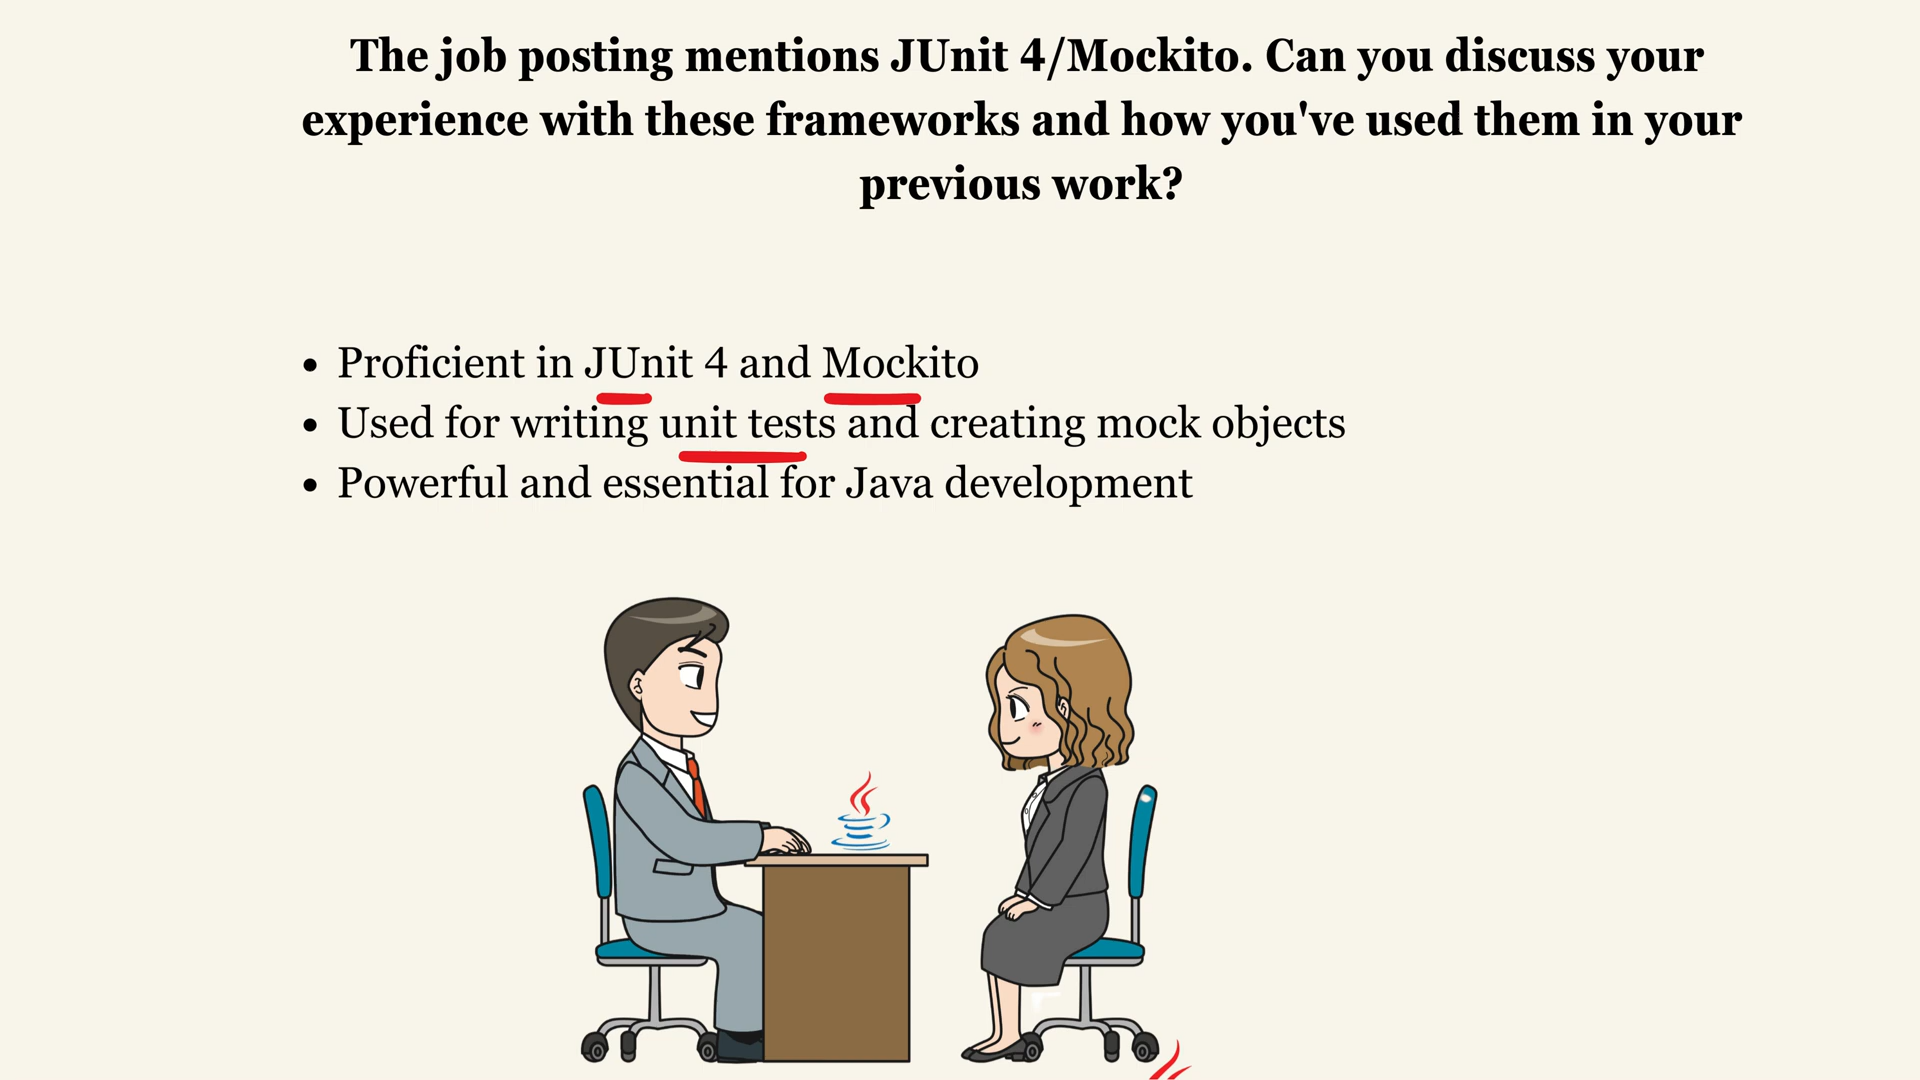 The job posting mentions JUnit 4/Mockito. Can you discuss your
experience with these frameworks and how you've used them in your
previous work?
• Proficient in JUnit 4 and Mockito
• Used for writing unit tests and creating mock objects
• Powerful and essential for Java development